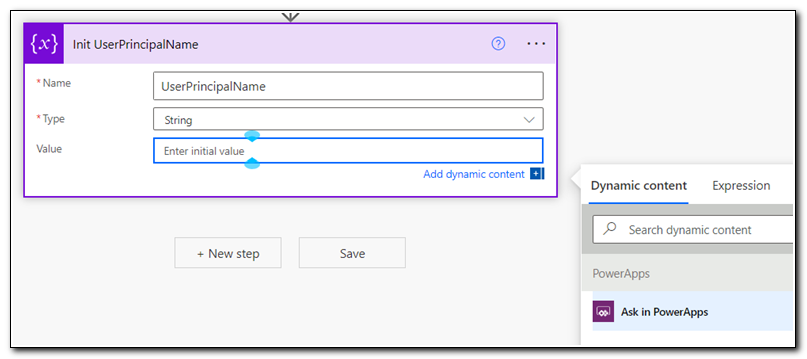 {x} Init UserPrincipalName ? ...
* Name UserPrincipalName
* Type String
Value Enter initial value
Add dynamic content +
+ New step Save
Dynamic content Expression
Search dynamic content
PowerApps
Ask in PowerApps